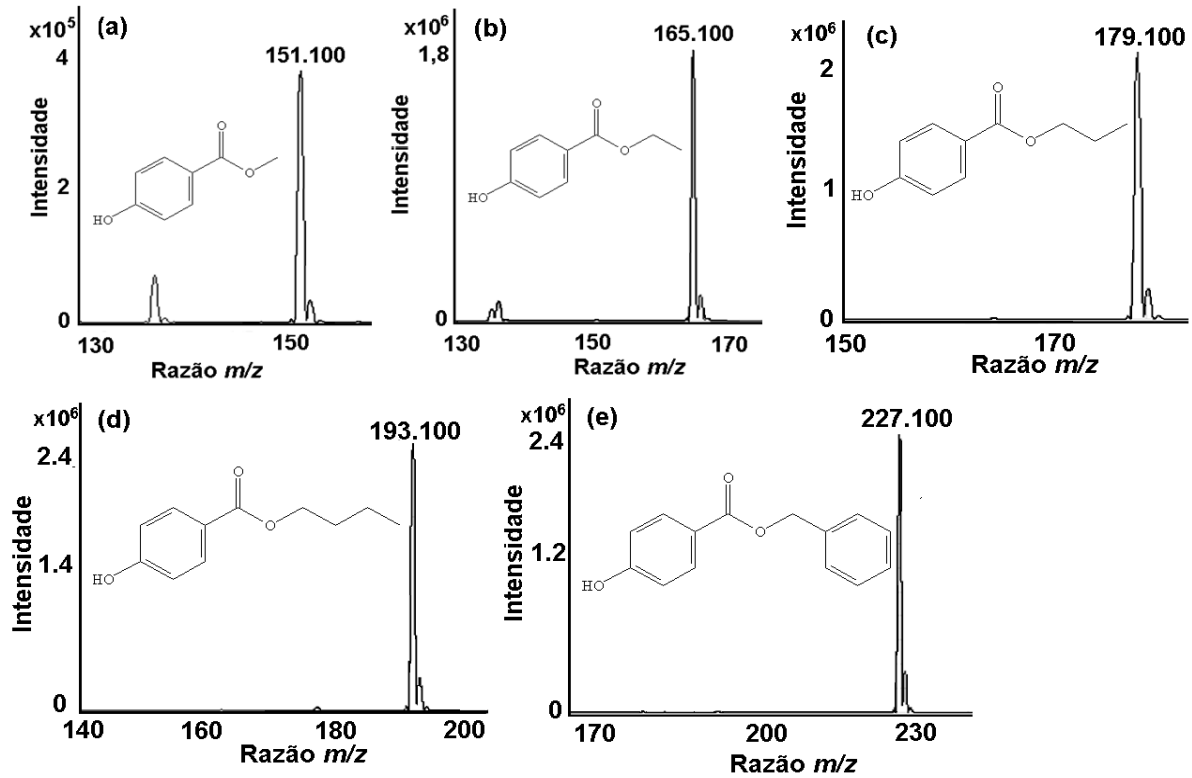 (a)
x10⁵
4
2
0
Intensidade
151.100
O
O
HO
130
150
Razão m/z
(b)
x10⁶
1,8
0
Intensidade
165.100
O
O
HO
130
150
170
Razão m/z
(c)
x10⁶
2
1
0
Intensidade
179.100
O
O
HO
150
170
Razão m/z
(d)
x10⁶
2.4
1.4
0
Intensidade
193.100
O
O
HO
140
160
180
200
Razão m/z
(e)
x10⁶
2.4
1.2
0
Intensidade
227.100
O
O
HO
170
200
230
Razão m/z